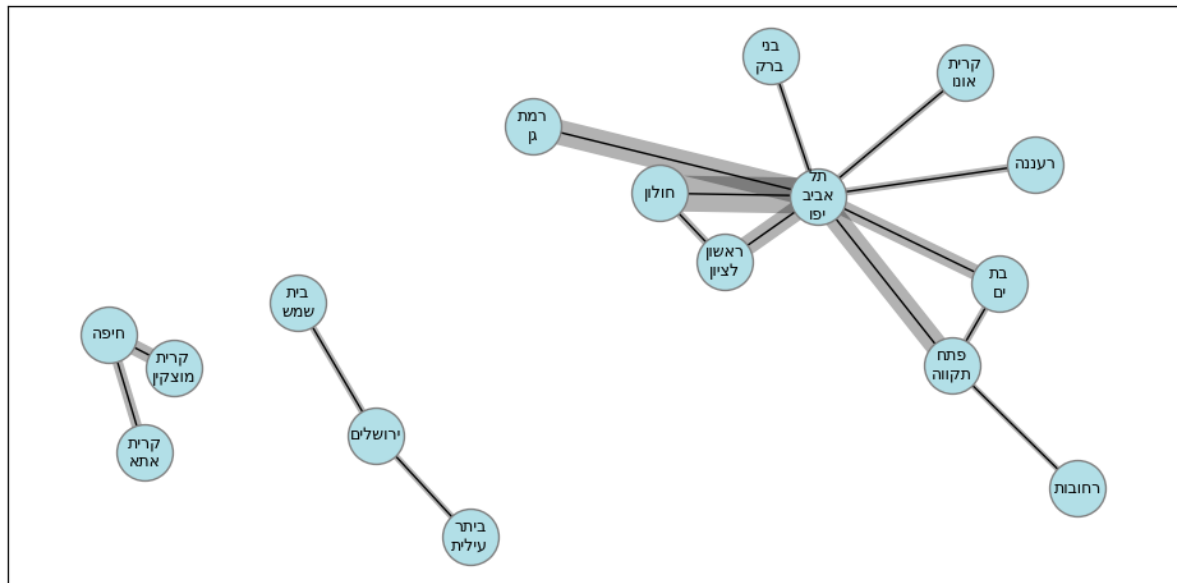 בני
ברק
קרית
אונו
רמת
גן
רעננה
תל
אביב
יפו
חולון
ראשון
לציון
בת
ים
בית
שמש
חיפה
קרית
מוצקין
פתח
תקווה
ירושלים
קרית
אתא
רחובות
ביתר
עילית